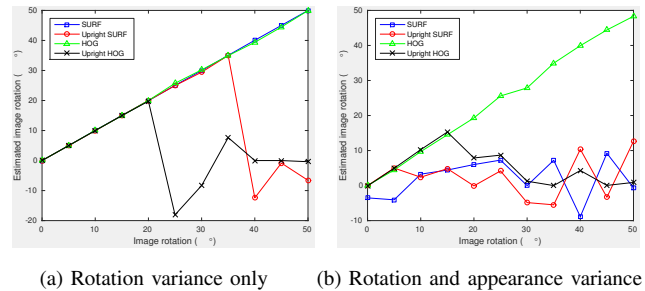 60
50
40
30
20
10
0
-10
-20
0
10
20
30
40
50
Estimated image rotation ( °)
Image rotation ( °)
SURF
Upright SURF
HOG
Upright HOG
50
40
30
20
10
0
-10
0
10
20
30
40
50
Estimated image rotation ( °)
Image rotation ( °)
SURF
Upright SURF
HOG
Upright HOG
(a) Rotation variance only
(b) Rotation and appearance variance